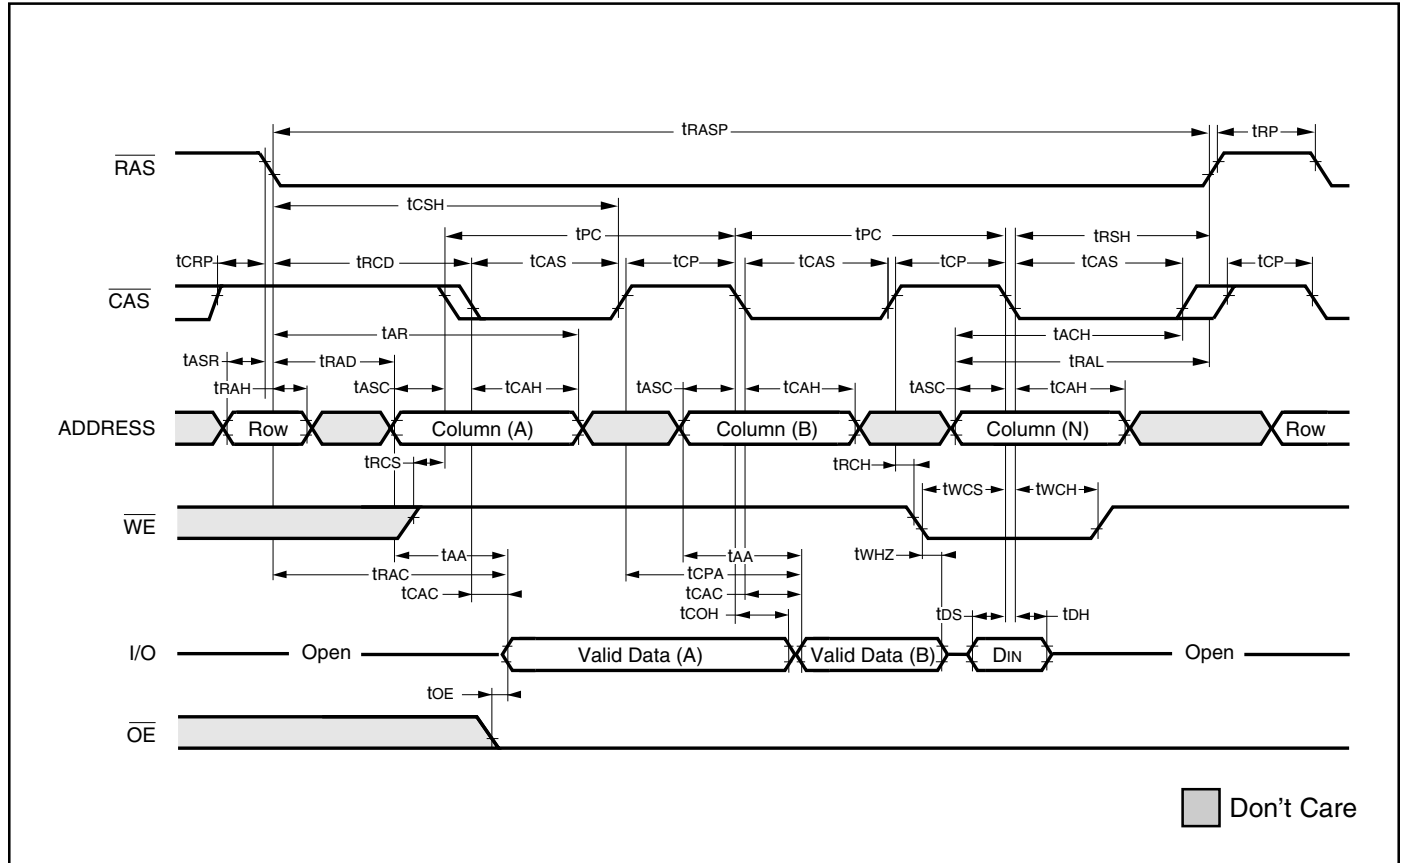 tRASP tRP
RAS
tCSH
tPC tPC tRSH
tCRP tRCD tCAS tCP tCAS tCP tCAS tCP
CAS
tAR tACH
tASR tRAD tRAL
tRAH tASC tCAH tASC tCAH tASC tCAH
ADDRESS Row Column (A) Column (B) Column (N) Row
tRCS tRCH
tWCS tWCH
WE
tAA tAA tWHZ
tRAC tCPA
tCAC tCAC
tCOH tDS tDH
I/O Open Valid Data (A) Valid Data (B) DIN Open
tOE
OE
Don't Care